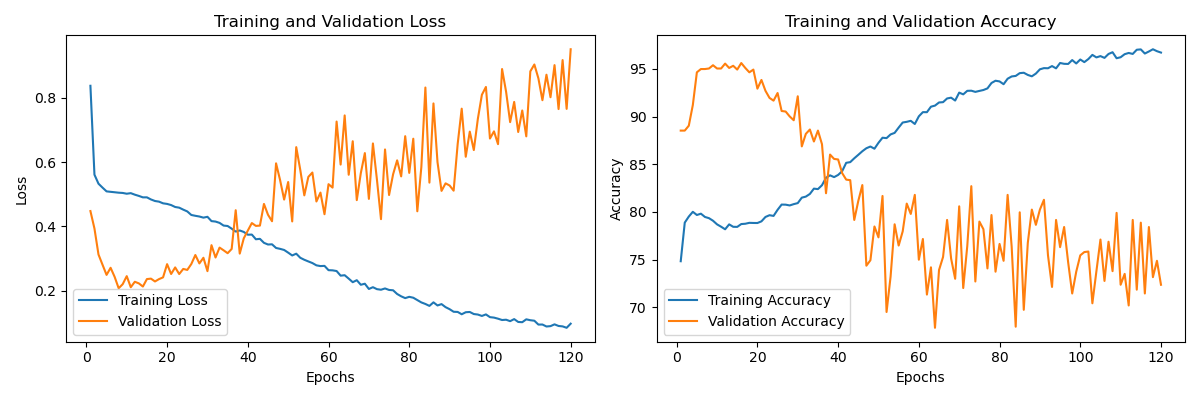 Training and Validation Loss
Loss
0.8
0.6
0.4
0.2
Training Loss
Validation Loss
0 20 40 60 80 100 120
Epochs
Training and Validation Accuracy
Accuracy
95
90
85
80
75
70
Training Accuracy
Validation Accuracy
0 20 40 60 80 100 120
Epochs